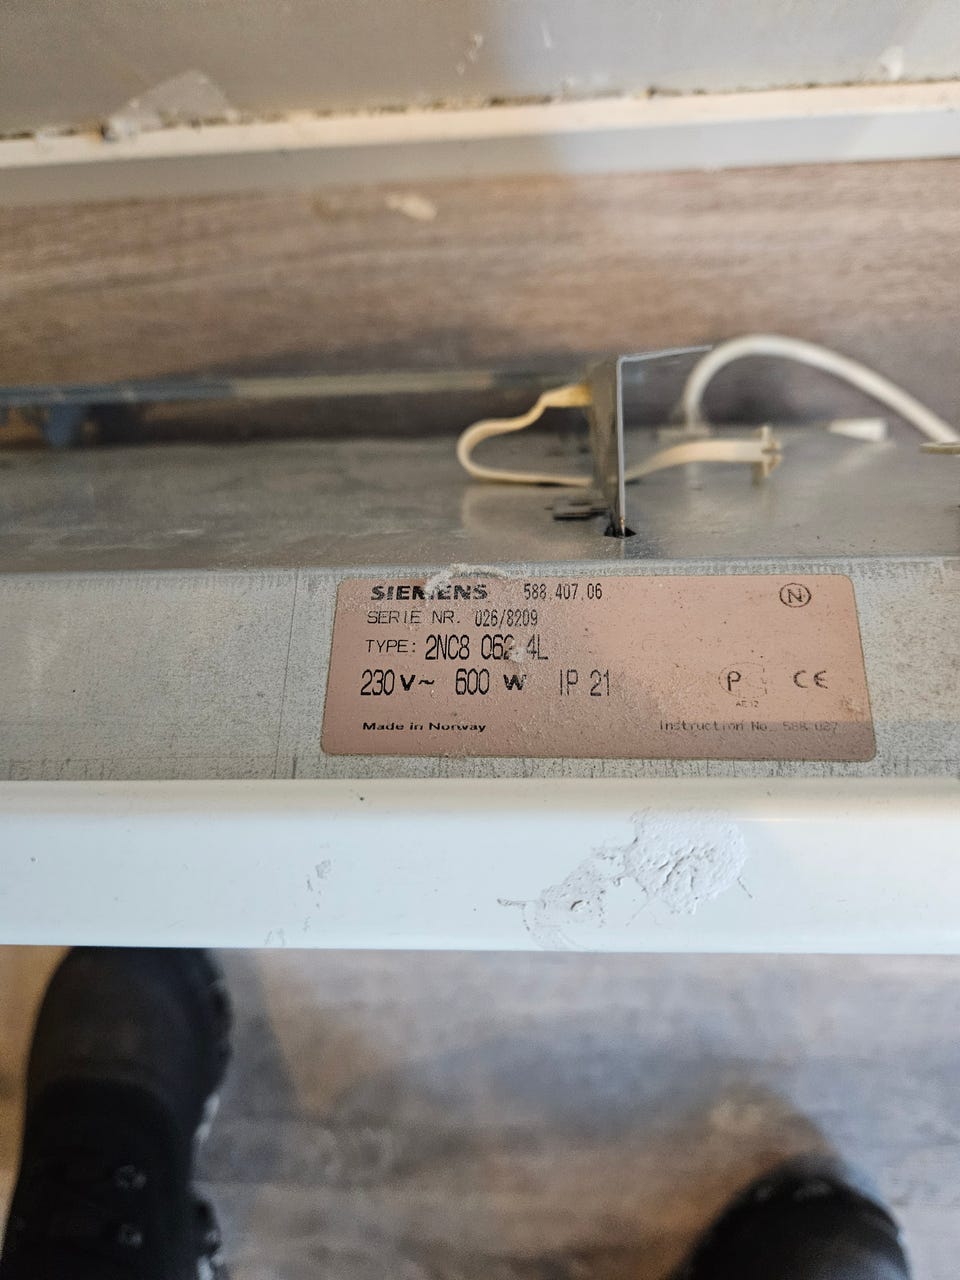 SIEMENS 588.407.06 N
SERIE NR. 026/8209
TYPE: 2NC8 062 4L
230 V~ 600 W IP 21 P CE
Made in Norway Instruction No. 588.027